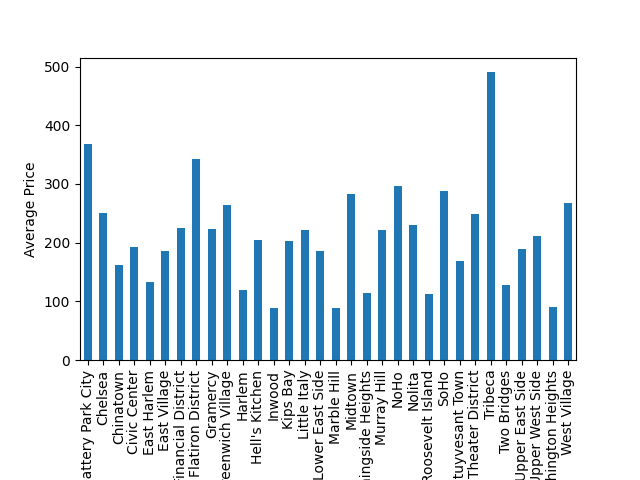 500
400
300
200
100
0
Average Price
attery Park City
Chelsea
Chinatown
Civic Center
East Harlem
East Village
inancial District
Flatiron District
Gramercy
eenwich Village
Harlem
Hell's Kitchen
Inwood
Kips Bay
Little Italy
Lower East Side
Marble Hill
Midtown
ingside Heights
Murray Hill
NoHo
Nolita
Roosevelt Island
SoHo
tuyvesant Town
Theater District
Tribeca
Two Bridges
Upper East Side
Upper West Side
hington Heights
West Village